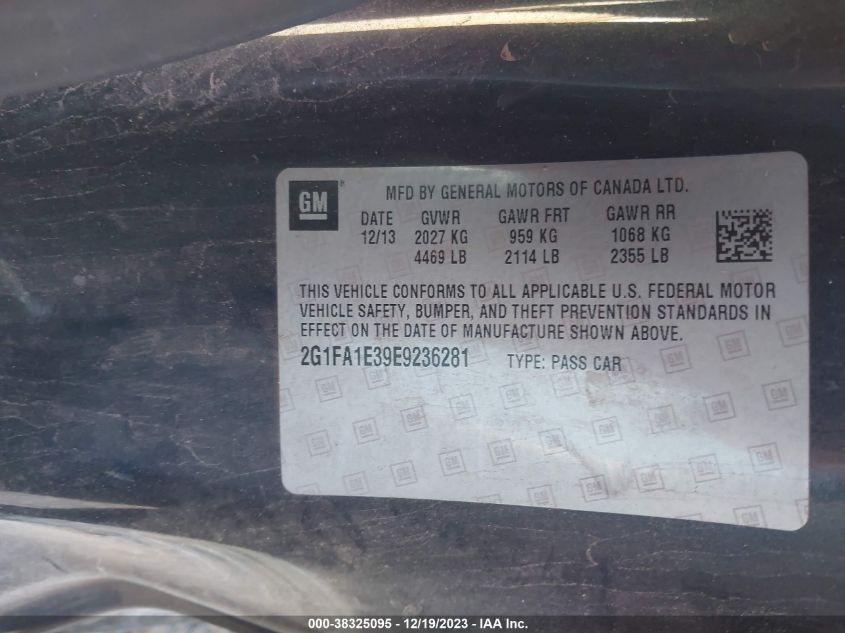 GM
MFD BY GENERAL MOTORS OF CANADA LTD.
DATE GVWR GAWR FRT GAWR RR
12/13 2027 KG 959 KG 1068 KG
4469 LB 2114 LB 2355 LB
THIS VEHICLE CONFORMS TO ALL APPLICABLE U.S. FEDERAL MOTOR
VEHICLE SAFETY, BUMPER, AND THEFT PREVENTION STANDARDS IN
EFFECT ON THE DATE OF MANUFACTURE SHOWN ABOVE.
2G1FA1E39E9236281 TYPE: PASS CAR
000-38325095 - 12/19/2023 - IAA Inc.